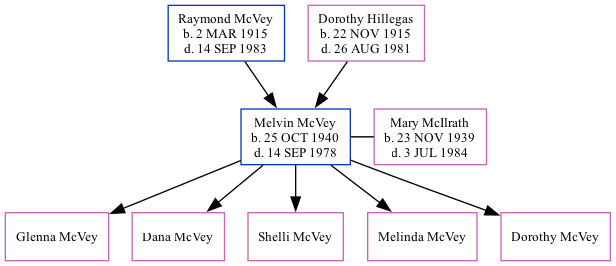 Raymond McVey
b. 2 MAR 1915
d. 14 SEP 1983
Dorothy Hillegas
b. 22 NOV 1915
d. 26 AUG 1981
Melvin McVey
b. 25 OCT 1940
d. 14 SEP 1978
Mary McIlrath
b. 23 NOV 1939
d. 3 JUL 1984
Glenna McVey
Dana McVey
Shelli McVey
Melinda McVey
Dorothy McVey